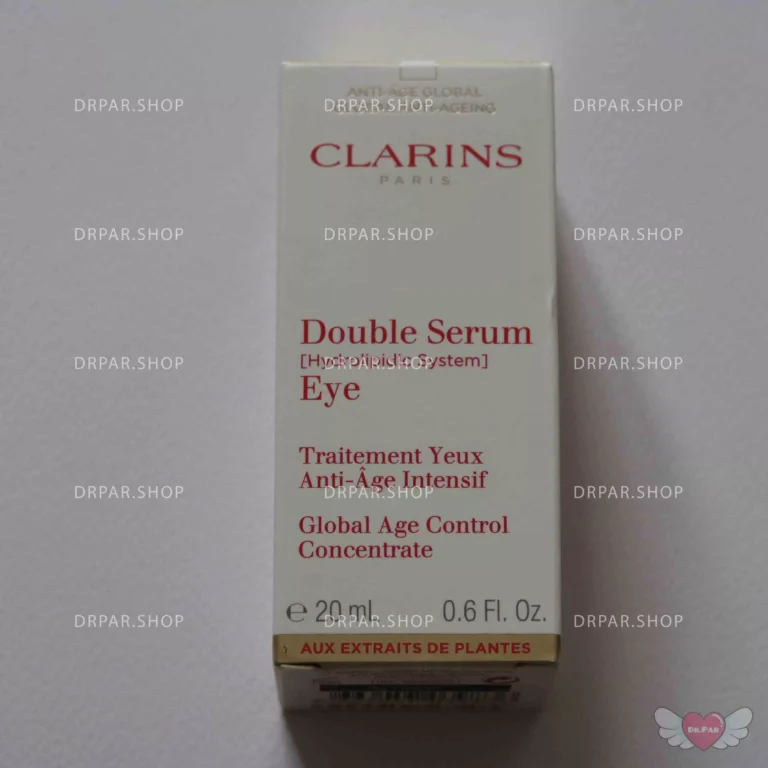 ANTI-ÂGE GLOBAL
DRPAR.SHOP DRPAR.SHOP DRPAR.SHOP
CLARINS
PARIS
DRPAR.SHOP DRPAR.SHOP DRPAR.SHOP
Double Serum
[Hydrolipidic System]
DRPAR.SHOP DRPAR.SHOP DRPAR.SHOP
Eye
Traitement Yeux
Anti-Âge Intensif
DRPAR.SHOP DRPAR.SHOP DRPAR.SHOP
Global Age Control
Concentrate
℮ 20 mL 0.6 Fl. Oz.
DRPAR.SHOP DRPAR.SHOP DRPAR.SHOP
AUX EXTRAITS DE PLANTES
DR.PAR